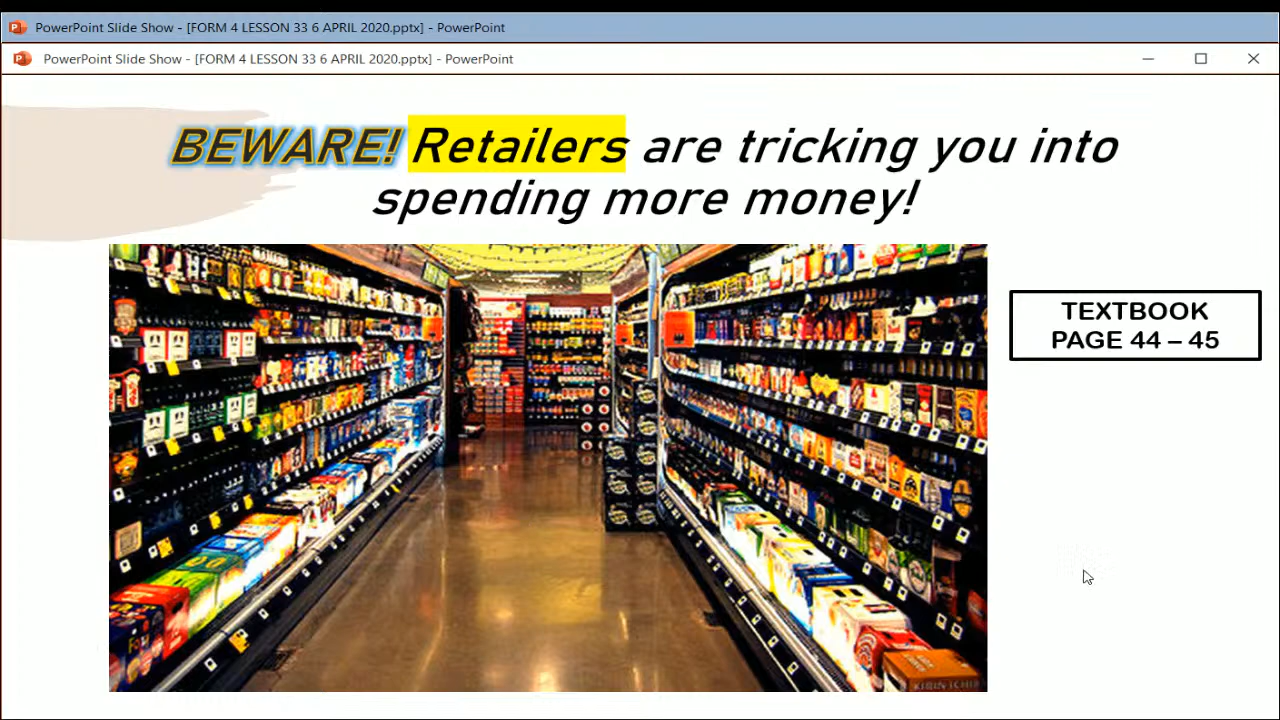 PowerPoint Slide Show - [FORM 4 LESSON 33 6 APRIL 2020.pptx] - PowerPoint
PowerPoint Slide Show - [FORM 4 LESSON 33 6 APRIL 2020.pptx] - PowerPoint
BEWARE! Retailers are tricking you into
spending more money!
TEXTBOOK
PAGE 44 – 45